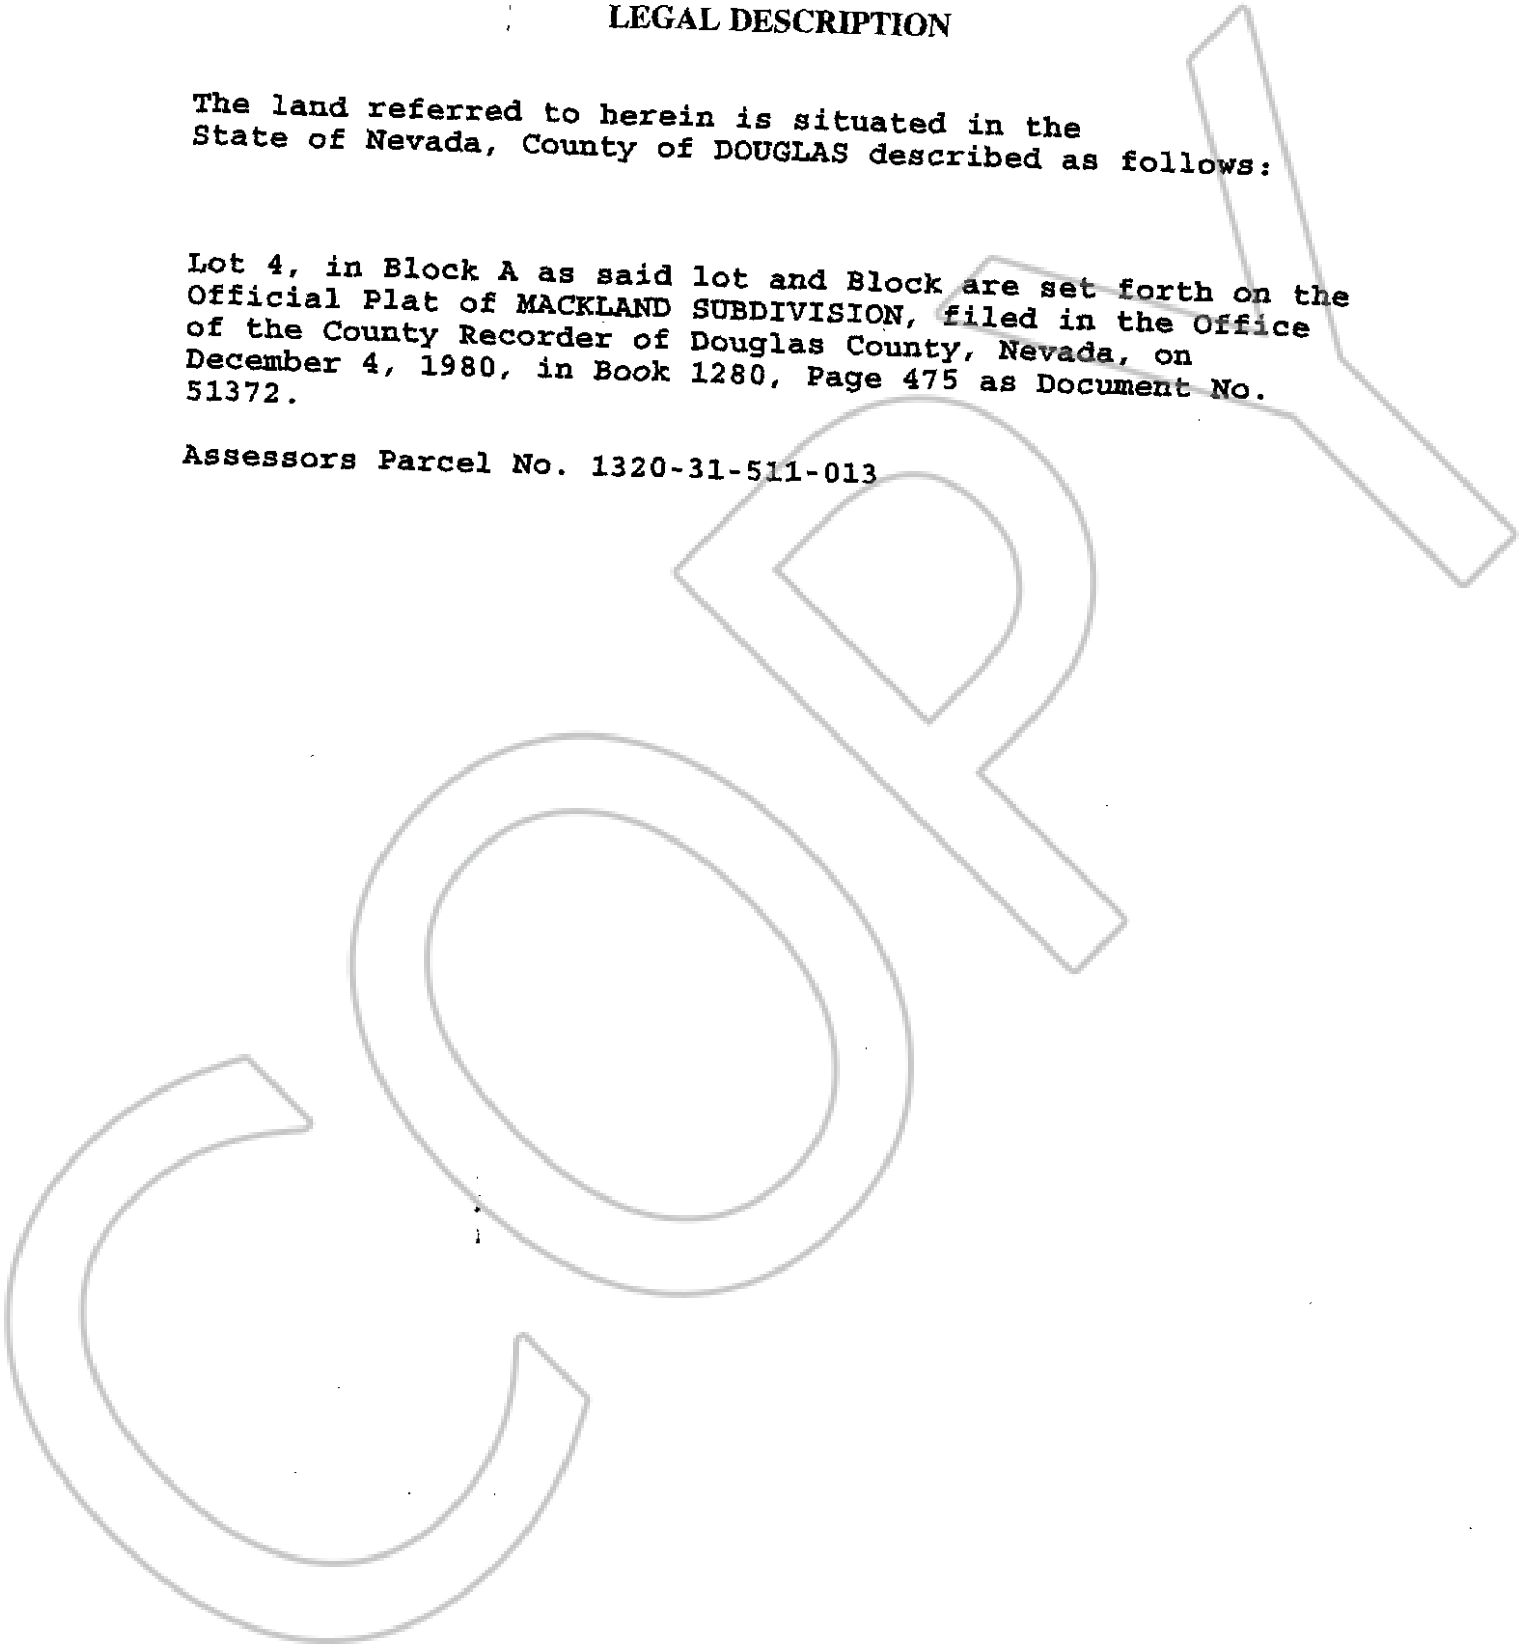 LEGAL DESCRIPTION
The land referred to herein is situated in the
State of Nevada, County of DOUGLAS described as follows:
Lot 4, in Block A as said lot and Block are set forth on the
Official Plat of MACKLAND SUBDIVISION, filed in the Office
of the County Recorder of Douglas County, Nevada, on
December 4, 1980, in Book 1280, Page 475 as Document No.
51372.
Assessors Parcel No. 1320-31-511-013
COPY